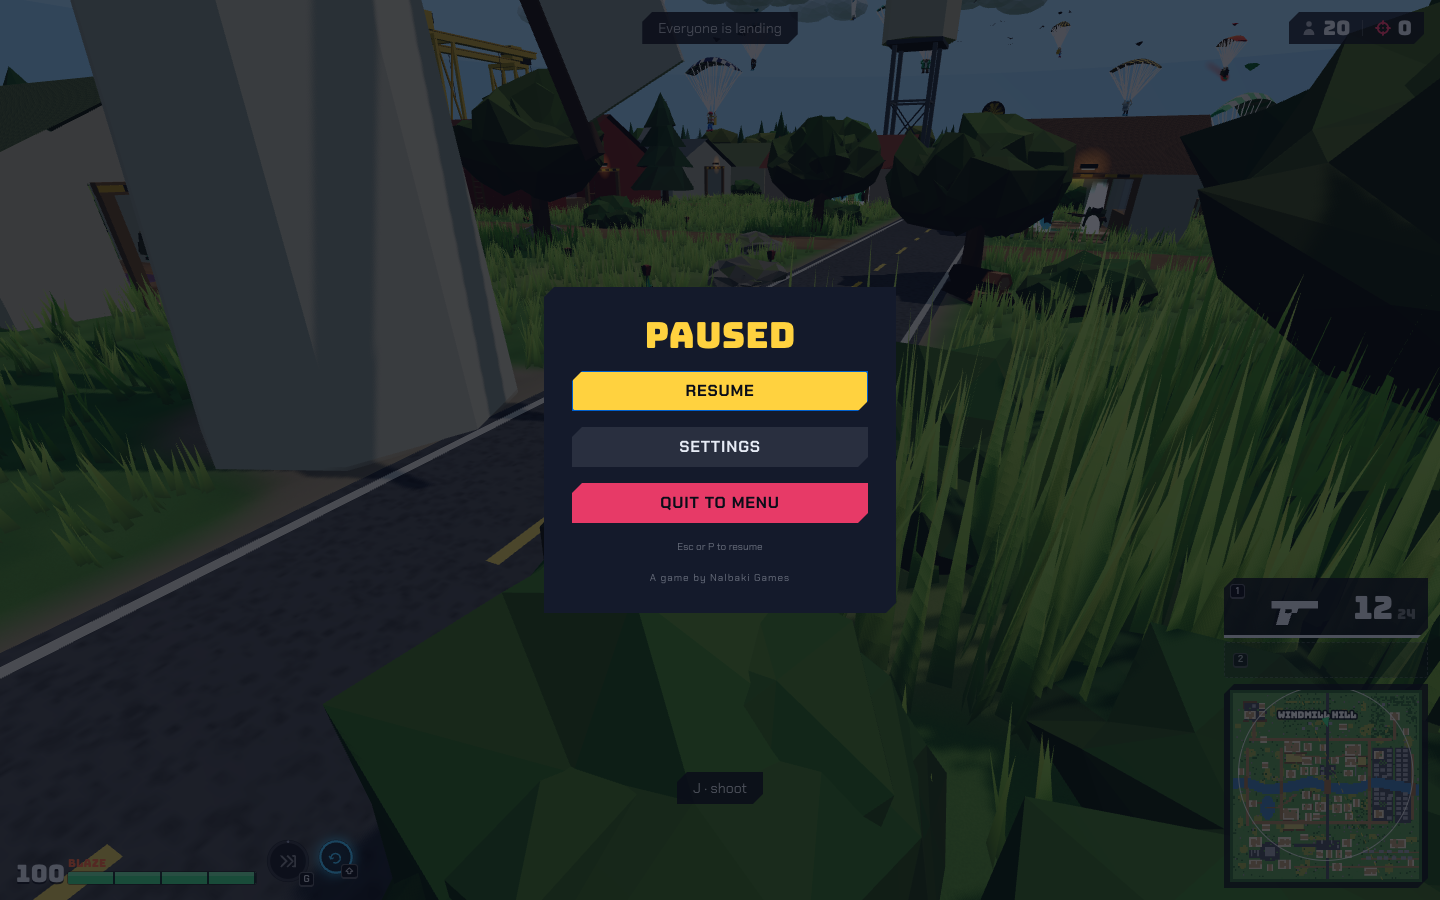 Everyone is landing
20
0
PAUSED
RESUME
SETTINGS
QUIT TO MENU
Esc or P to resume
A game by Nalbaki Games
1
12 24
2
WINDMILL HILL
J · shoot
100 BLAZE
G